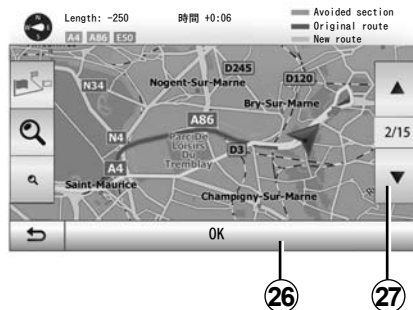 Length: -250 時間 +0:06
Avoided section
Original route
New route
A4 A86 E50
D245
N34
Nogent-Sur-Marne
D120
Bry-Sur-Marne
A86
2/15
N4
Parc De
Loisirs
Du
Tremblay
D3
A4
Saint-Maurice
Champigny-Sur-Marne
OK
26 27